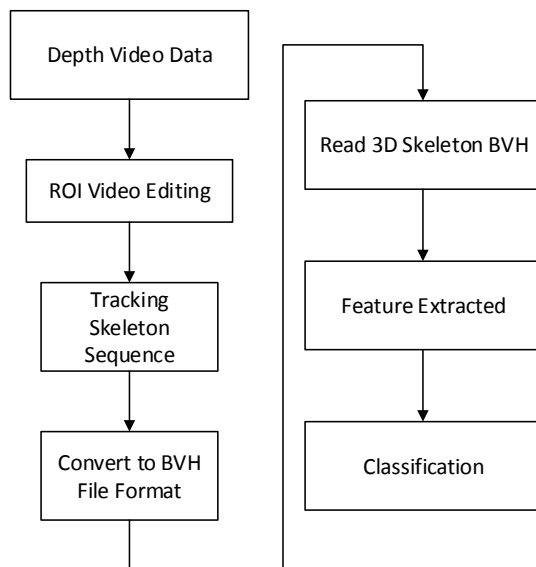 Depth Video Data
ROI Video Editing
Tracking
Skeleton
Sequence
Convert to BVH
File Format
Read 3D Skeleton BVH
Feature Extracted
Classification